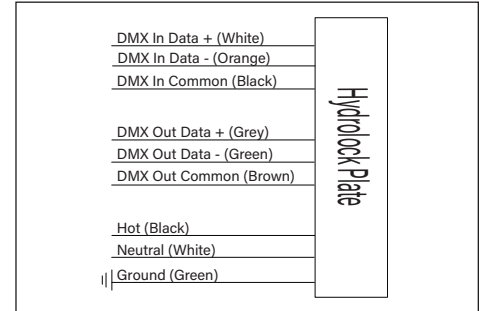 DMX In Data + (White)
DMX In Data - (Orange)
DMX In Common (Black)
DMX Out Data + (Grey)
DMX Out Data - (Green)
DMX Out Common (Brown)
Hot (Black)
Neutral (White)
Ground (Green)
Hydrolock Plate